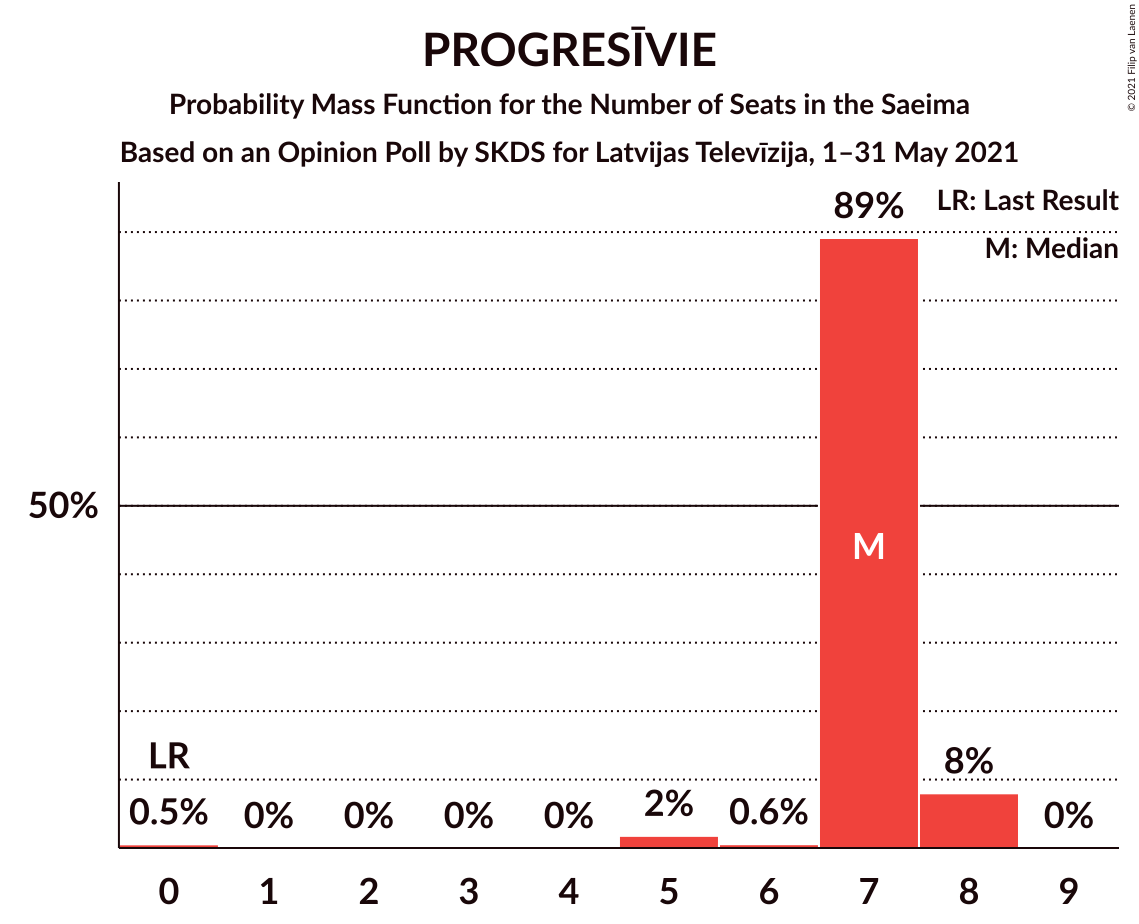 PROGRESĪVIE
Probability Mass Function for the Number of Seats in the Saeima
Based on an Opinion Poll by SKDS for Latvijas Televīzija, 1–31 May 2021
© 2021 Filip van Laenen
LR: Last Result
M: Median
89%
50%
M
LR
8%
0.5% 0% 0% 0% 0% 2% 0.6% 0%
0 1 2 3 4 5 6 7 8 9